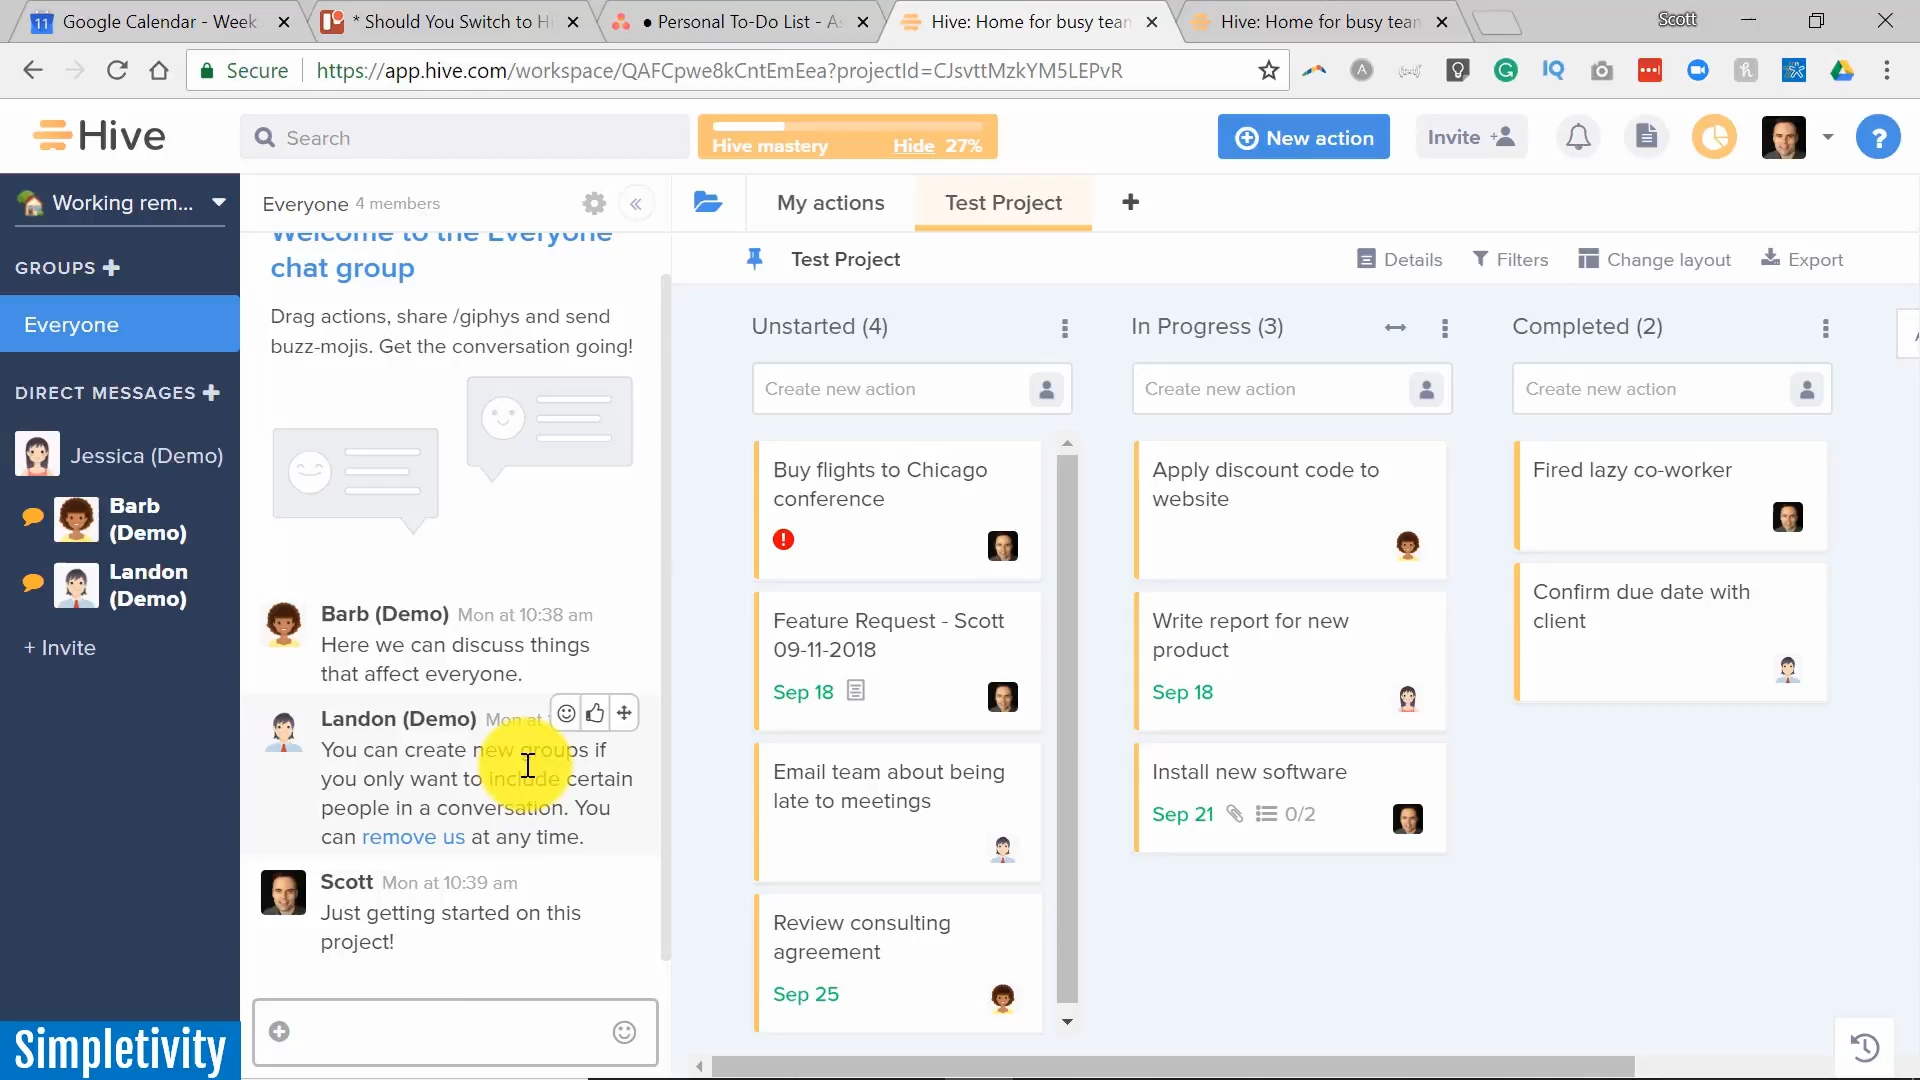 Google Calendar - Week
* Should You Switch to Hi
• Personal To-Do List - As
Hive: Home for busy team
Hive: Home for busy team
Scott
Secure
https://app.hive.com/workspace/QAFCpwe8kCntEmEea?projectId=CJsvttMzkYM5LEPvR
Hive
Search
Hive mastery Hide 27%
New action
Invite
?
Working rem...
Everyone 4 members
My actions
Test Project
GROUPS
Everyone
DIRECT MESSAGES
Jessica (Demo)
Barb
(Demo)
Landon
(Demo)
+ Invite
Simpletivity
Welcome to the Everyone
chat group
Drag actions, share /giphys and send
buzz-mojis. Get the conversation going!
Barb (Demo) Mon at 10:38 am
Here we can discuss things
that affect everyone.
Landon (Demo) Mon at
You can create new groups if
you only want to include certain
people in a conversation. You
can remove us at any time.
Scott Mon at 10:39 am
Just getting started on this
project!
Test Project
Details
Filters
Change layout
Export
Unstarted (4)
Create new action
Buy flights to Chicago
conference
Feature Request - Scott
09-11-2018
Sep 18
Email team about being
late to meetings
Review consulting
agreement
Sep 25
In Progress (3)
Create new action
Apply discount code to
website
Write report for new
product
Sep 18
Install new software
Sep 21 0/2
Completed (2)
Create new action
Fired lazy co-worker
Confirm due date with
client